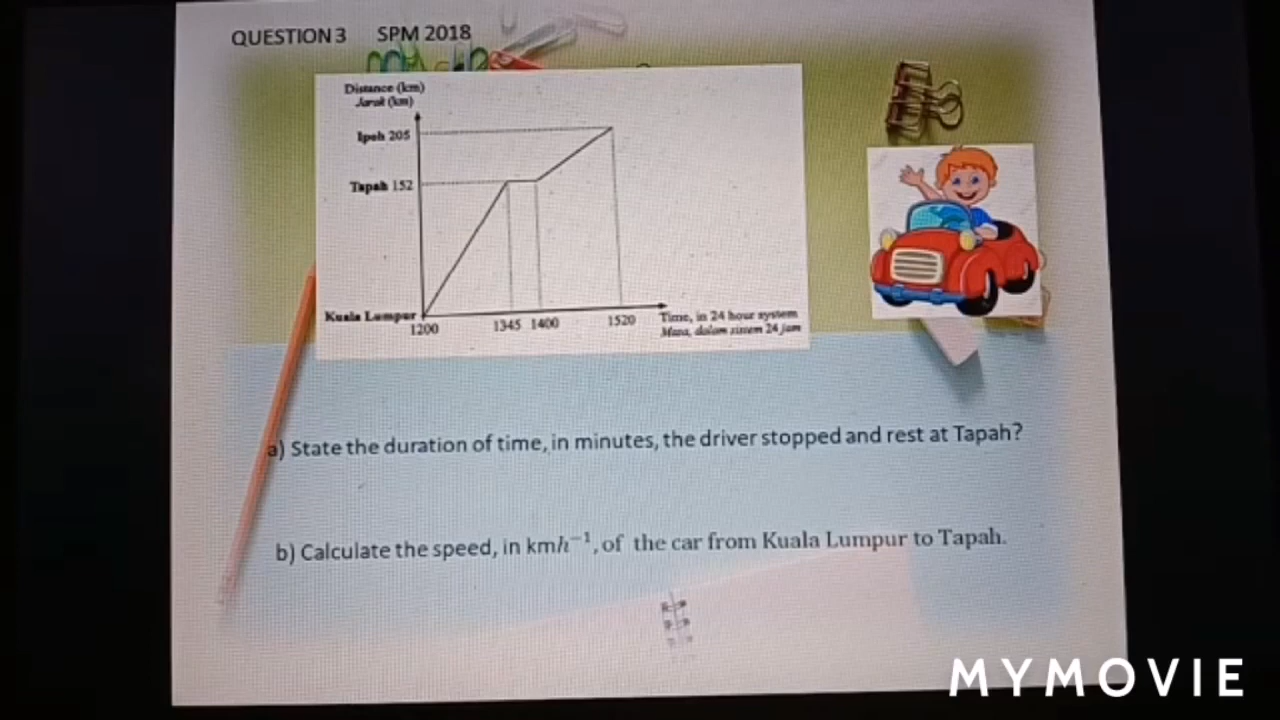 QUESTION 3 SPM 2018
Distance (km)
Jarak (km)
Ipoh 205
Tapah 152
Kuala Lumpur
1200 1345 1400 1520
Time, in 24 hour system
Masa, dalam sistem 24 jam
a) State the duration of time, in minutes, the driver stopped and rest at Tapah?
b) Calculate the speed, in kmh⁻¹, of the car from Kuala Lumpur to Tapah.
MYMOVIE